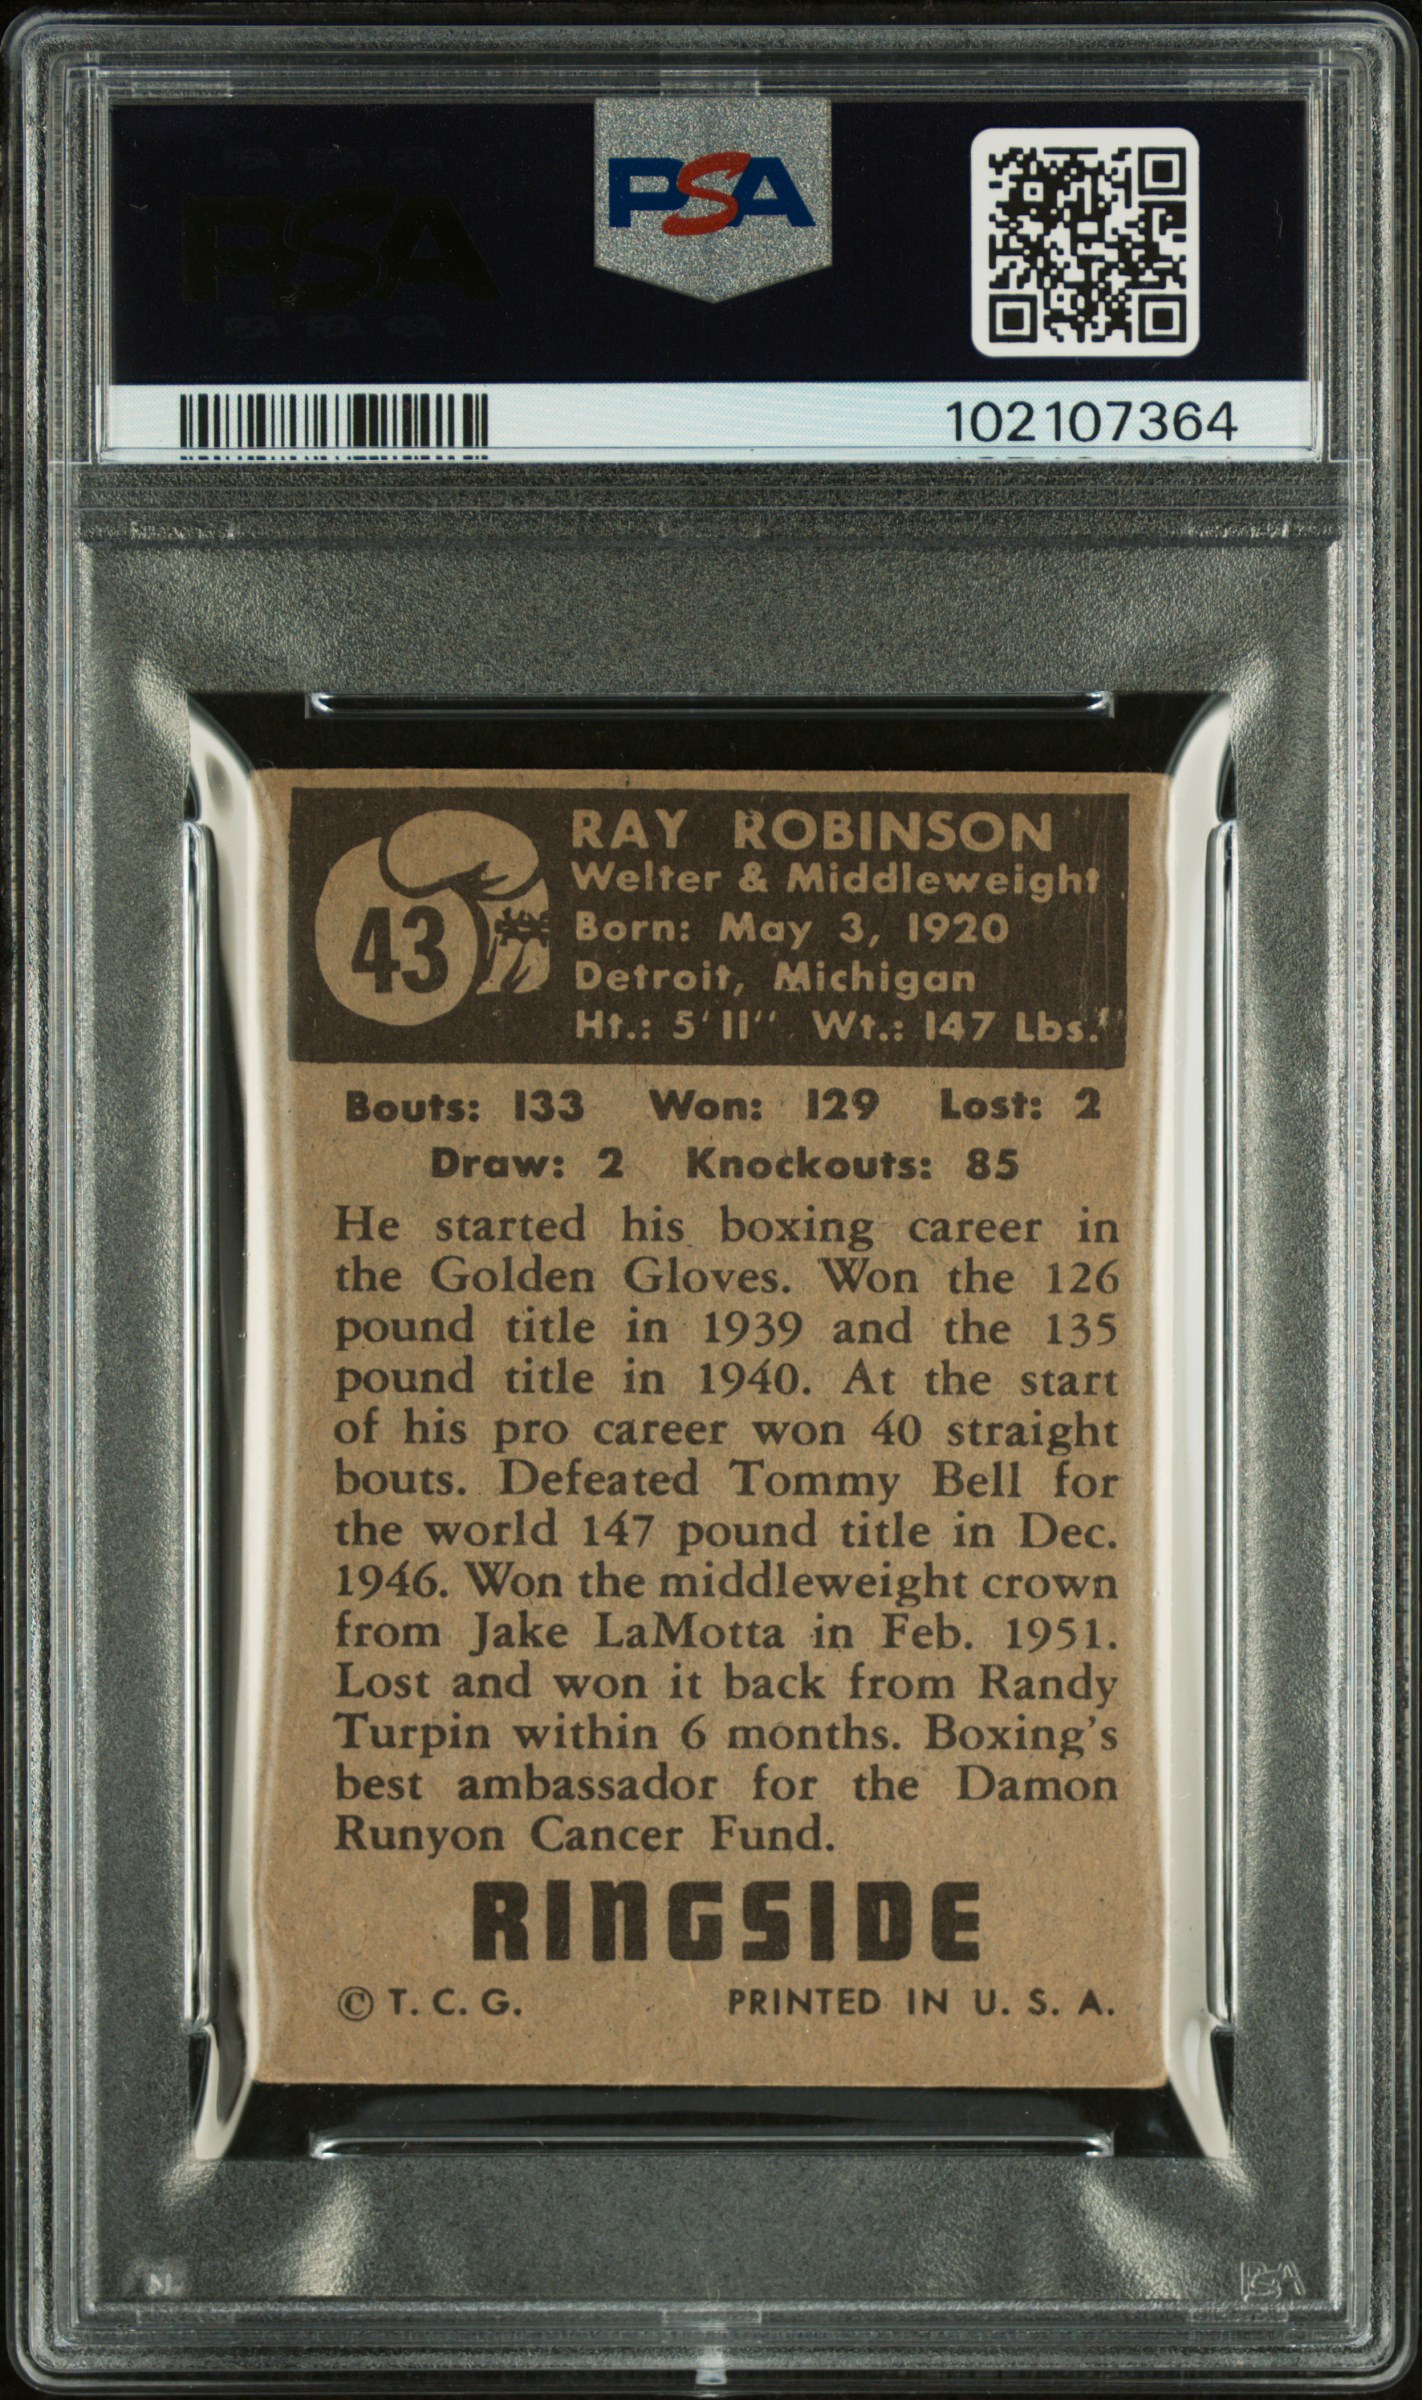 PSA
PSA
102107364
43
RAY ROBINSON
Welter & Middleweight
Born: May 3, 1920
Detroit, Michigan
Ht.: 5'11'' Wt.: 147 Lbs.
Bouts: 133 Won: 129 Lost: 2
Draw: 2 Knockouts: 85
He started his boxing career in
the Golden Gloves. Won the 126
pound title in 1939 and the 135
pound title in 1940. At the start
of his pro career won 40 straight
bouts. Defeated Tommy Bell for
the world 147 pound title in Dec.
1946. Won the middleweight crown
from Jake LaMotta in Feb. 1951.
Lost and won it back from Randy
Turpin within 6 months. Boxing's
best ambassador for the Damon
Runyon Cancer Fund.
RINGSIDE
© T. C. G. PRINTED IN U. S. A.
PSA